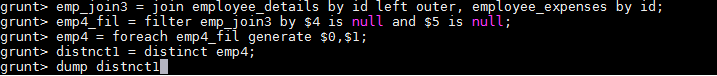 grunt> emp_join3 = join employee_details by id left outer, employee_expenses by id;
grunt> emp4_fil = filter emp_join3 by $4 is null and $5 is null;
grunt> emp4 = foreach emp4_fil generate $0,$1;
grunt> distnct1 = distinct emp4;
grunt> dump distnct1